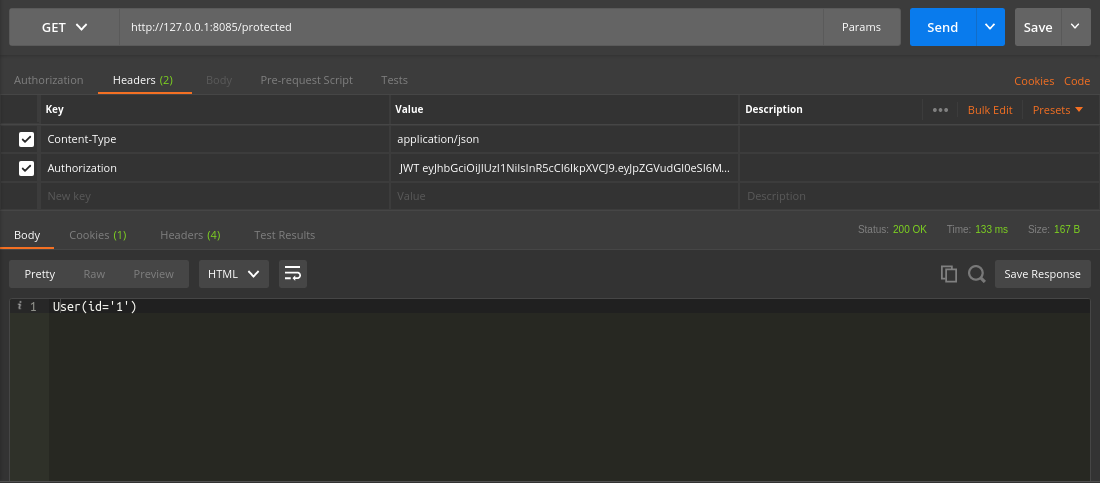 GET http://127.0.0.1:8085/protected Params Send Save
Authorization Headers (2) Body Pre-request Script Tests Cookies Code
Key Value Description ••• Bulk Edit Presets
Content-Type application/json
Authorization JWT eyJhbGciOiJIUzI1NiIsInR5cCI6IkpXVCJ9.eyJpZGVudGl0eSI6M...
New key Value Description
Body Cookies (1) Headers (4) Test Results Status: 200 OK Time: 133 ms Size: 167 B
Pretty Raw Preview HTML Save Response
i 1 User(id='1')